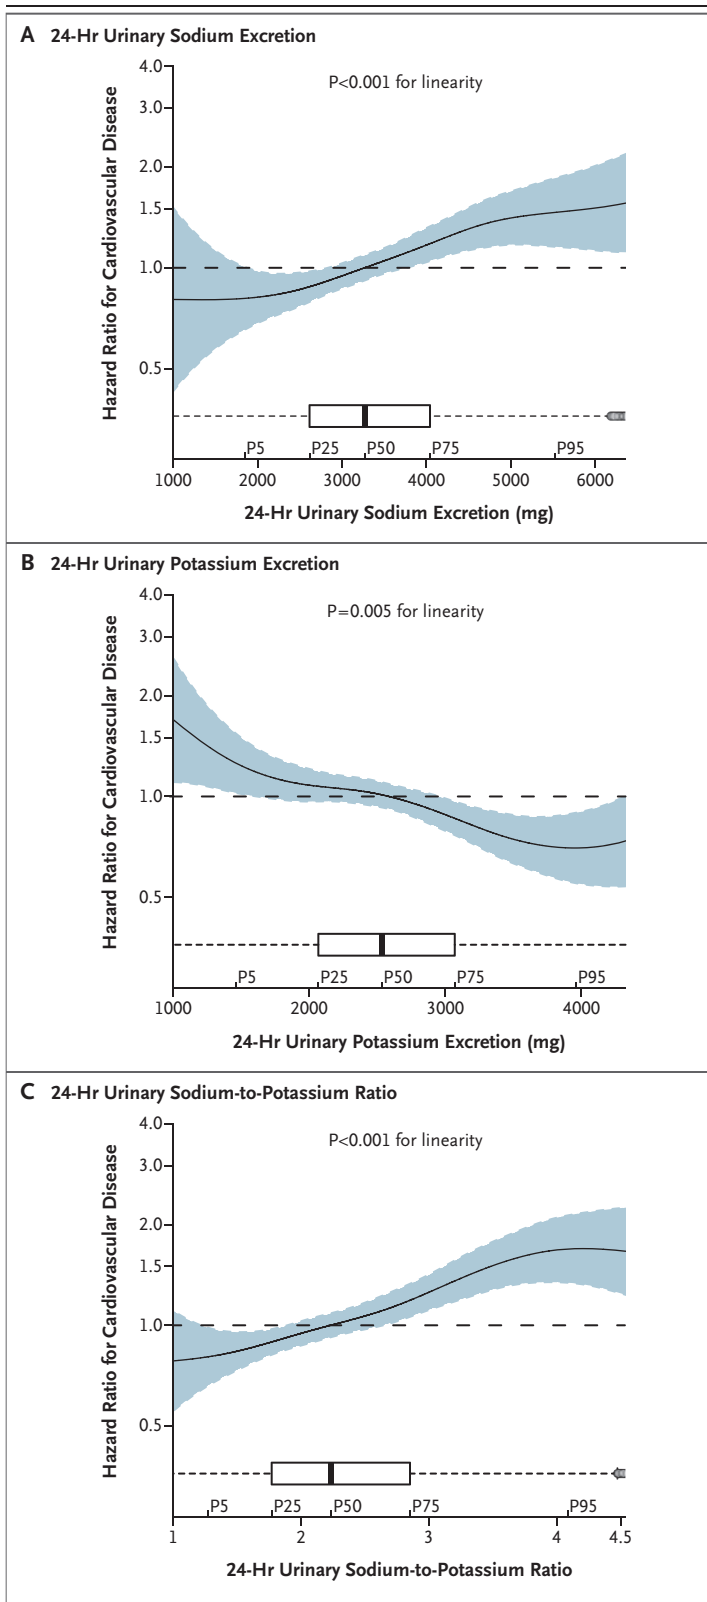 A 24-Hr Urinary Sodium Excretion
P<0.001 for linearity
Hazard Ratio for Cardiovascular Disease
4.0
3.0
2.0
1.5
1.0
0.5
P5 P25 P50 P75 P95
1000 2000 3000 4000 5000 6000
24-Hr Urinary Sodium Excretion (mg)
B 24-Hr Urinary Potassium Excretion
P=0.005 for linearity
Hazard Ratio for Cardiovascular Disease
4.0
3.0
2.0
1.5
1.0
0.5
P5 P25 P50 P75 P95
1000 2000 3000 4000
24-Hr Urinary Potassium Excretion (mg)
C 24-Hr Urinary Sodium-to-Potassium Ratio
P<0.001 for linearity
Hazard Ratio for Cardiovascular Disease
4.0
3.0
2.0
1.5
1.0
0.5
P5 P25 P50 P75 P95
1 2 3 4 4.5
24-Hr Urinary Sodium-to-Potassium Ratio